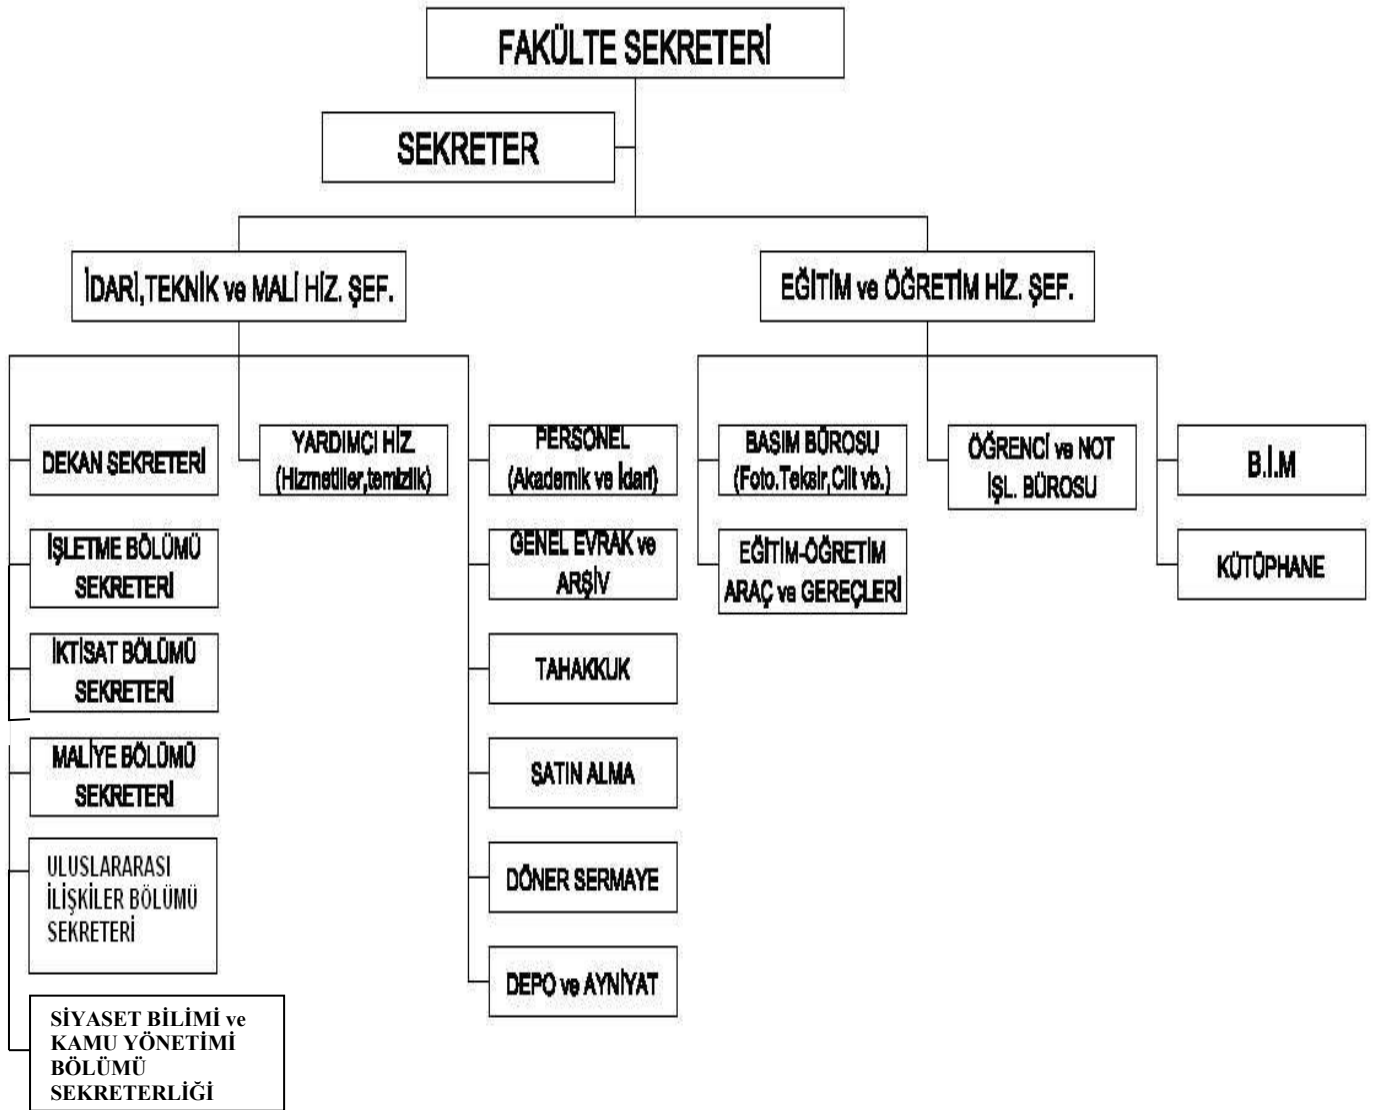 FAKÜLTE SEKRETERİ
SEKRETER
İDARİ,TEKNİK ve MALİ HİZ. ŞEF.
EĞİTİM ve ÖĞRETİM HİZ. ŞEF.
DEKAN SEKRETERİ
İŞLETME BÖLÜMÜ
SEKRETERİ
İKTİSAT BÖLÜMÜ
SEKRETERİ
MALİYE BÖLÜMÜ
SEKRETERİ
ULUSLARARASI
İLİŞKİLER BÖLÜMÜ
SEKRETERİ
SİYASET BİLİMİ ve
KAMU YÖNETİMİ
BÖLÜMÜ
SEKRETERLİĞİ
YARDIMCI HİZ.
(Hizmetliler,temizlik)
PERSONEL
(Akademik ve İdari)
GENEL EVRAK ve
ARŞİV
TAHAKKUK
SATIN ALMA
DÖNER SERMAYE
DEPO ve AYNİYAT
BASIM BÜROSU
(Foto.Teksir,Cilt vb.)
EĞİTİM-ÖĞRETİM
ARAÇ ve GEREÇLERİ
ÖĞRENCİ ve NOT
İŞL. BÜROSU
B.İ.M
KÜTÜPHANE